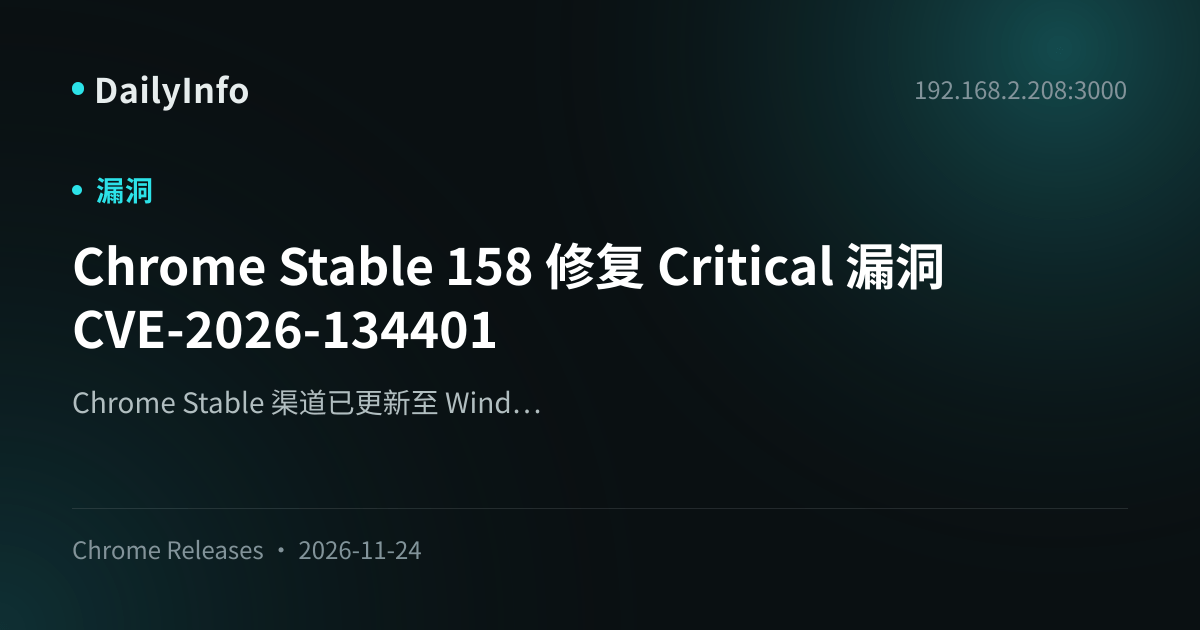 DailyInfo
192.168.2.208:3000
漏洞
Chrome Stable 158 修复 Critical 漏洞
CVE-2026-134401
Chrome Stable 渠道已更新至 Wind…
Chrome Releases · 2026-11-24